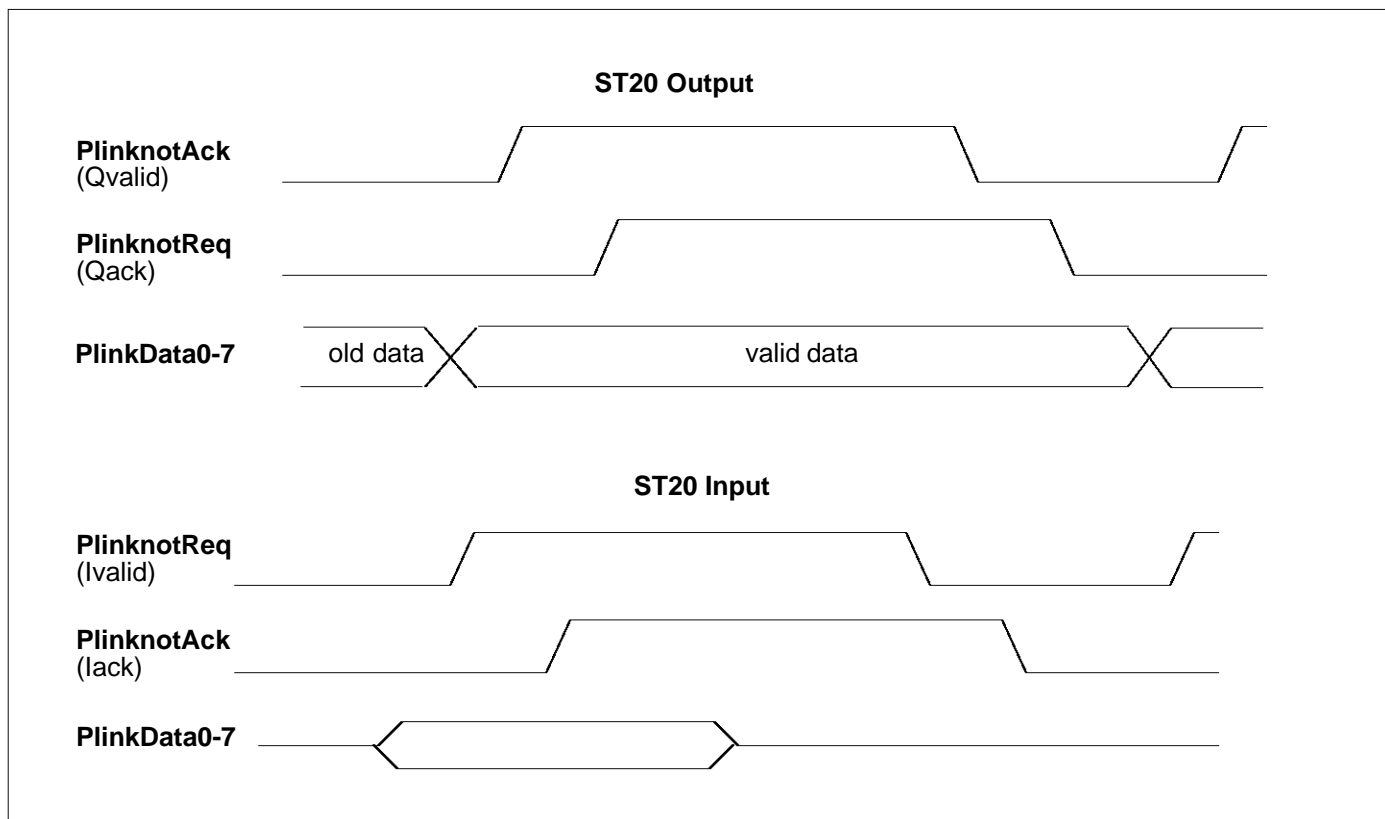 ST20 Output
PlinknotAck
(Qvalid)
PlinknotReq
(Qack)
PlinkData0-7
old data
valid data
ST20 Input
PlinknotReq
(Ivalid)
PlinknotAck
(Iack)
PlinkData0-7